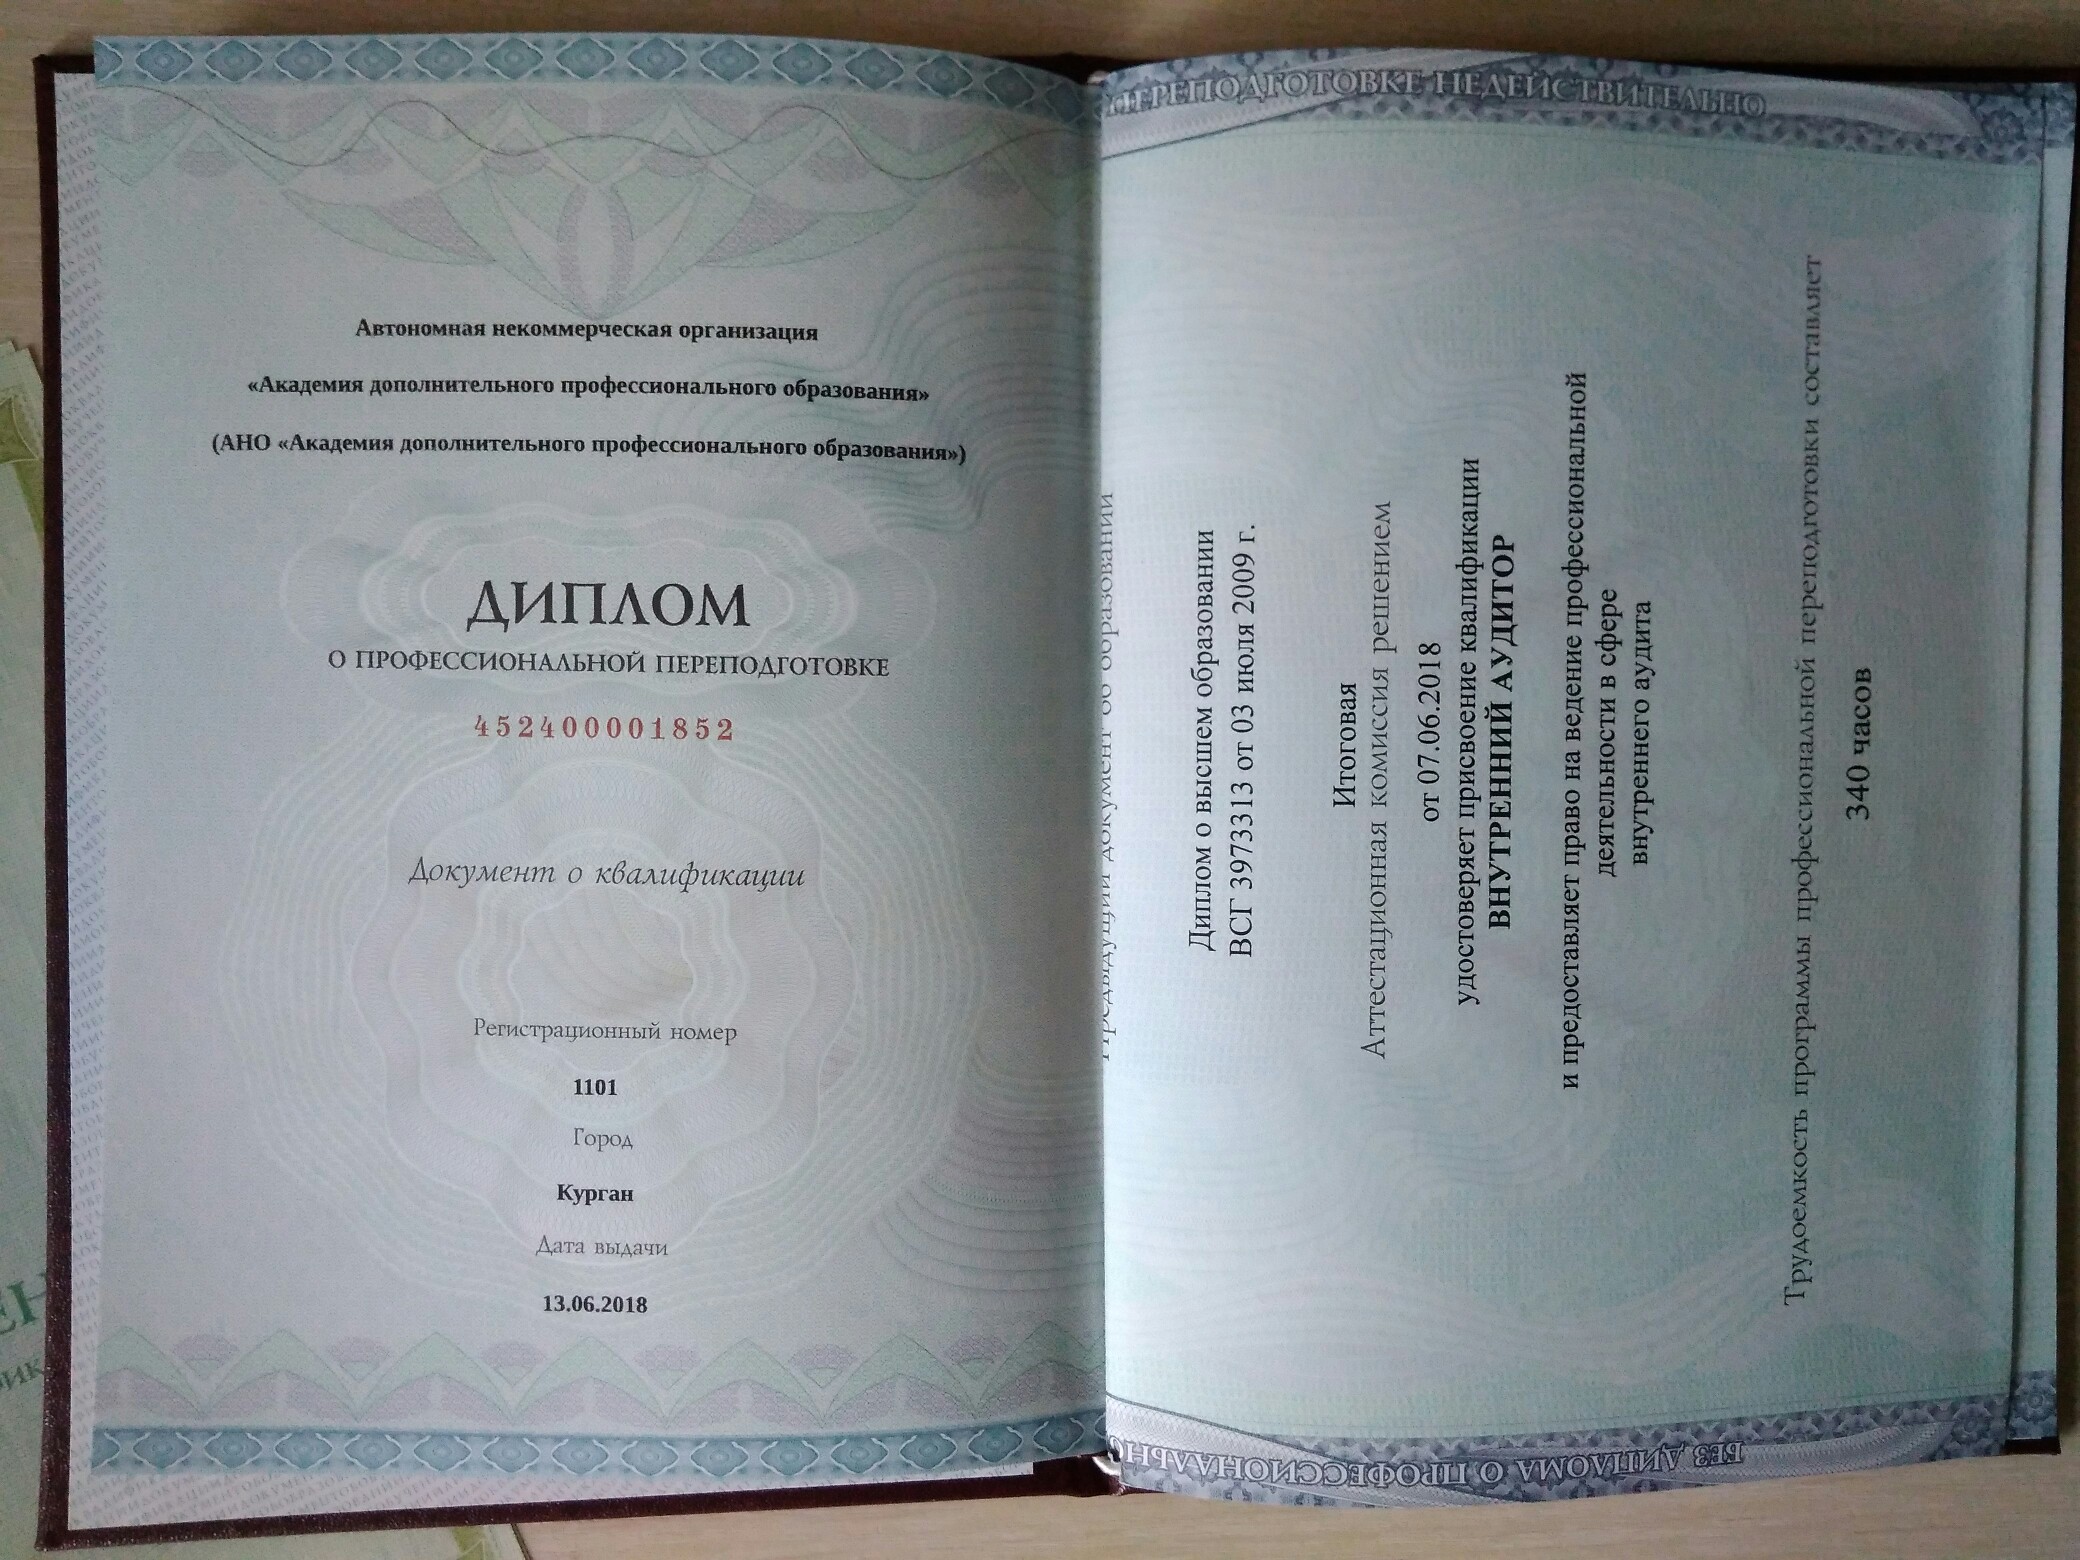 Автономная некоммерческая организация
«Академия дополнительного профессионального образования»
(АНО «Академия дополнительного профессионального образования»)
ДИПЛОМ
О ПРОФЕССИОНАЛЬНОЙ ПЕРЕПОДГОТОВКЕ
452400001852
Документ о квалификации
Регистрационный номер
1101
Город
Курган
Дата выдачи
13.06.2018
ПЕРЕПОДГОТОВКЕ НЕДЕЙСТВИТЕЛЬНО
Предыдущий документ об образовании
Диплом о высшем образовании
ВСГ 3973313 от 03 июля 2009 г.
Итоговая
Аттестационная комиссия решением
от 07.06.2018
удостоверяет присвоение квалификации
ВНУТРЕННИЙ АУДИТОР
и предоставляет право на ведение профессиональной
деятельности в сфере
внутреннего аудита
Трудоемкость программы профессиональной переподготовки составляет
340 часов
БЕЗ ДИПЛОМА О ПРОФЕССИОНАЛЬНО